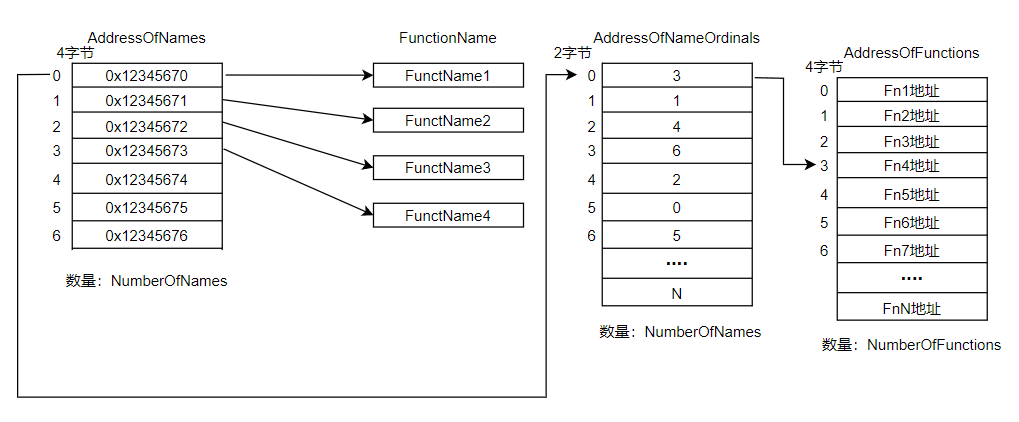 AddressOfNames
4字节
0 0x12345670
1 0x12345671
2 0x12345672
3 0x12345673
4 0x12345674
5 0x12345675
6 0x12345676
数量：NumberOfNames
FunctionName
FunctName1
FunctName2
FunctName3
FunctName4
AddressOfNameOrdinals
2字节
0 3
1 1
2 4
3 6
4 2
5 0
6 5
....
N
数量：NumberOfNames
AddressOfFunctions
4字节
0 Fn1地址
1 Fn2地址
2 Fn3地址
3 Fn4地址
4 Fn5地址
5 Fn6地址
6 Fn7地址
....
FnN地址
数量：NumberOfFunctions